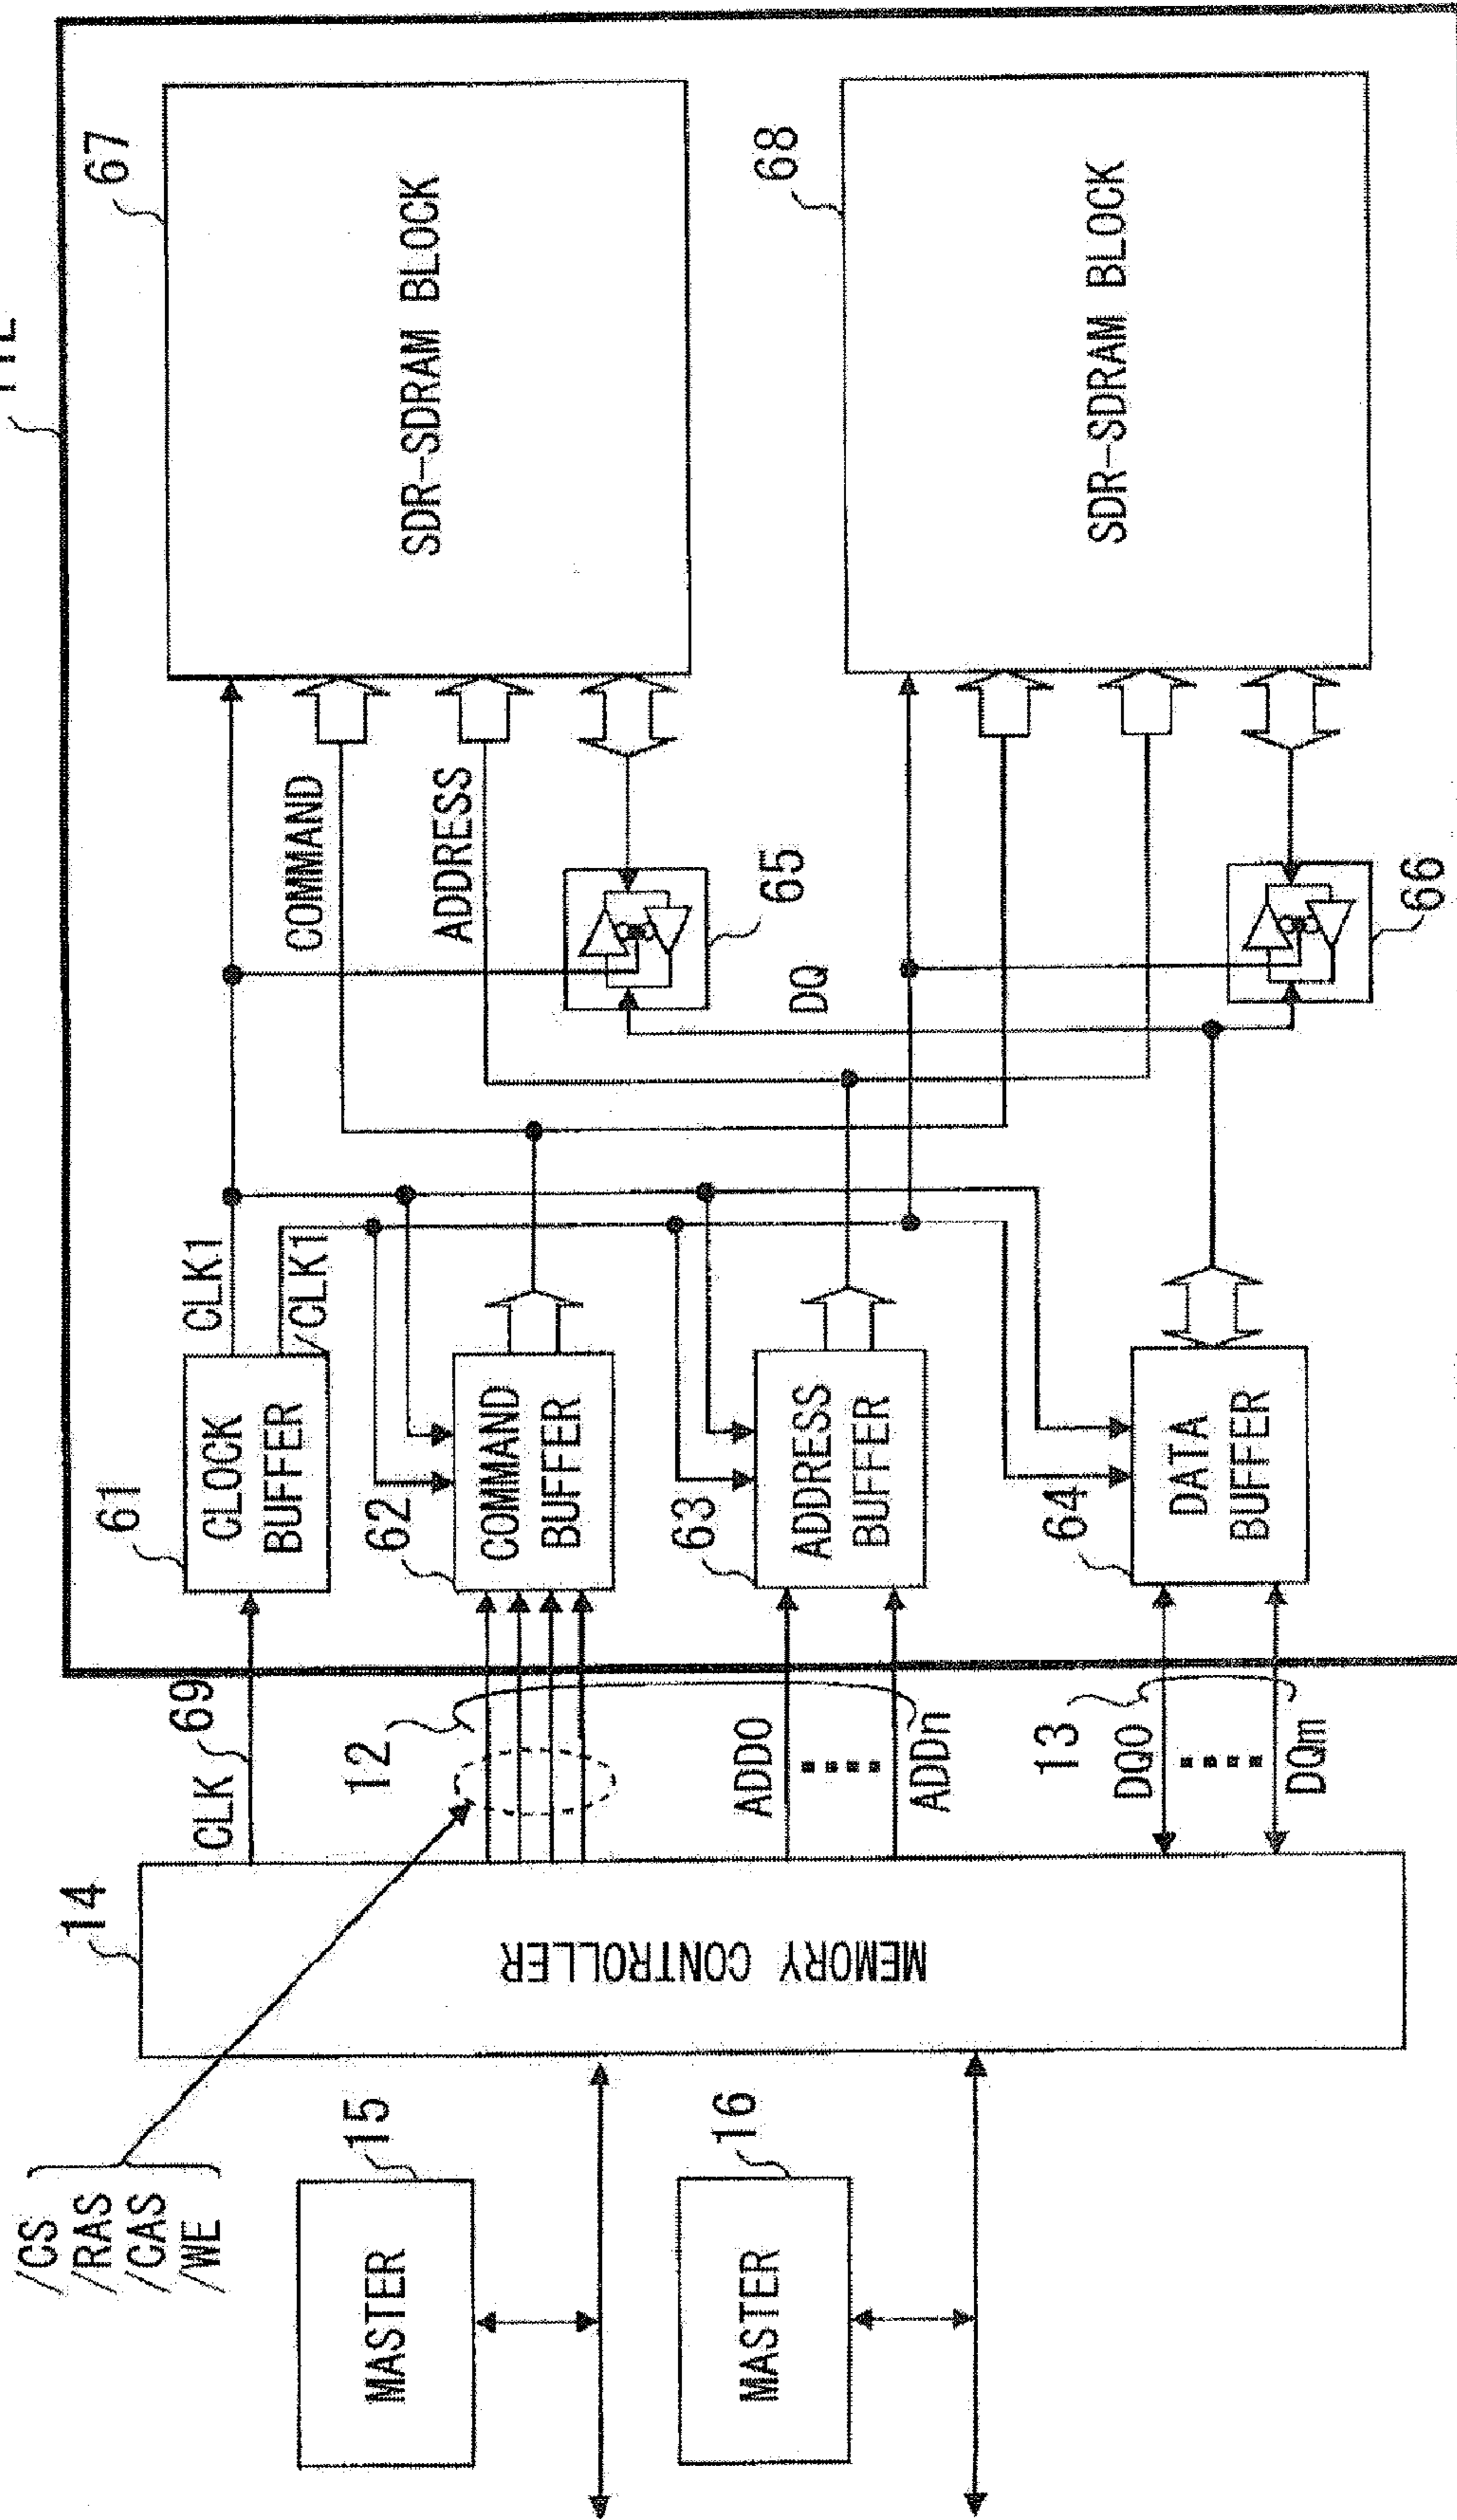 /CS
/RAS
/CAS
/WE
MASTER
15
MASTER
16
14
MEMORY CONTROLLER
CLK
69
12
ADD0
ADDn
13
DQ0
DQm
61
CLOCK
BUFFER
CLK1
/CLK1
62
COMMAND
BUFFER
63
ADDRESS
BUFFER
64
DATA
BUFFER
COMMAND
ADDRESS
DQ
65
66
67
SDR-SDRAM BLOCK
68
SDR-SDRAM BLOCK